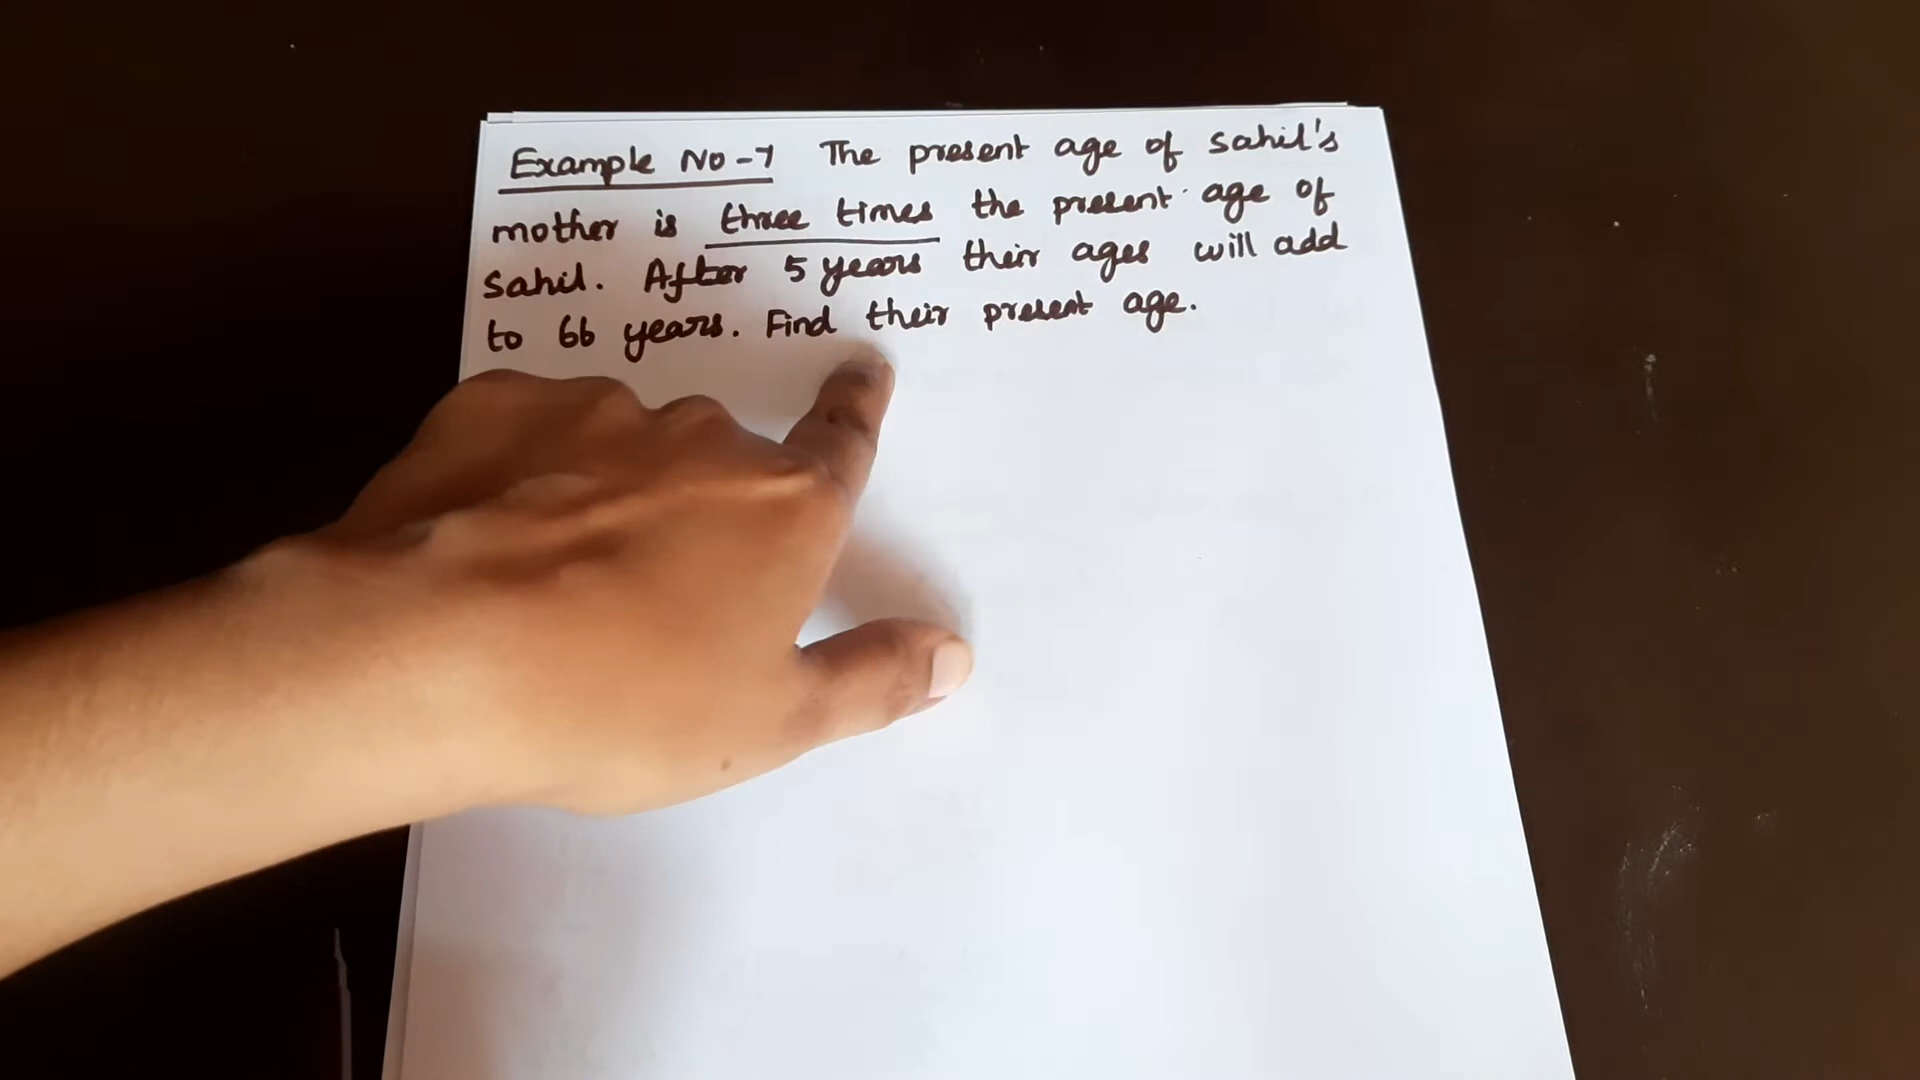 Example No-7 The present age of Sahil's
mother is three times the present age of
Sahil. After 5 years their ages will add
to 66 years. Find their present age.